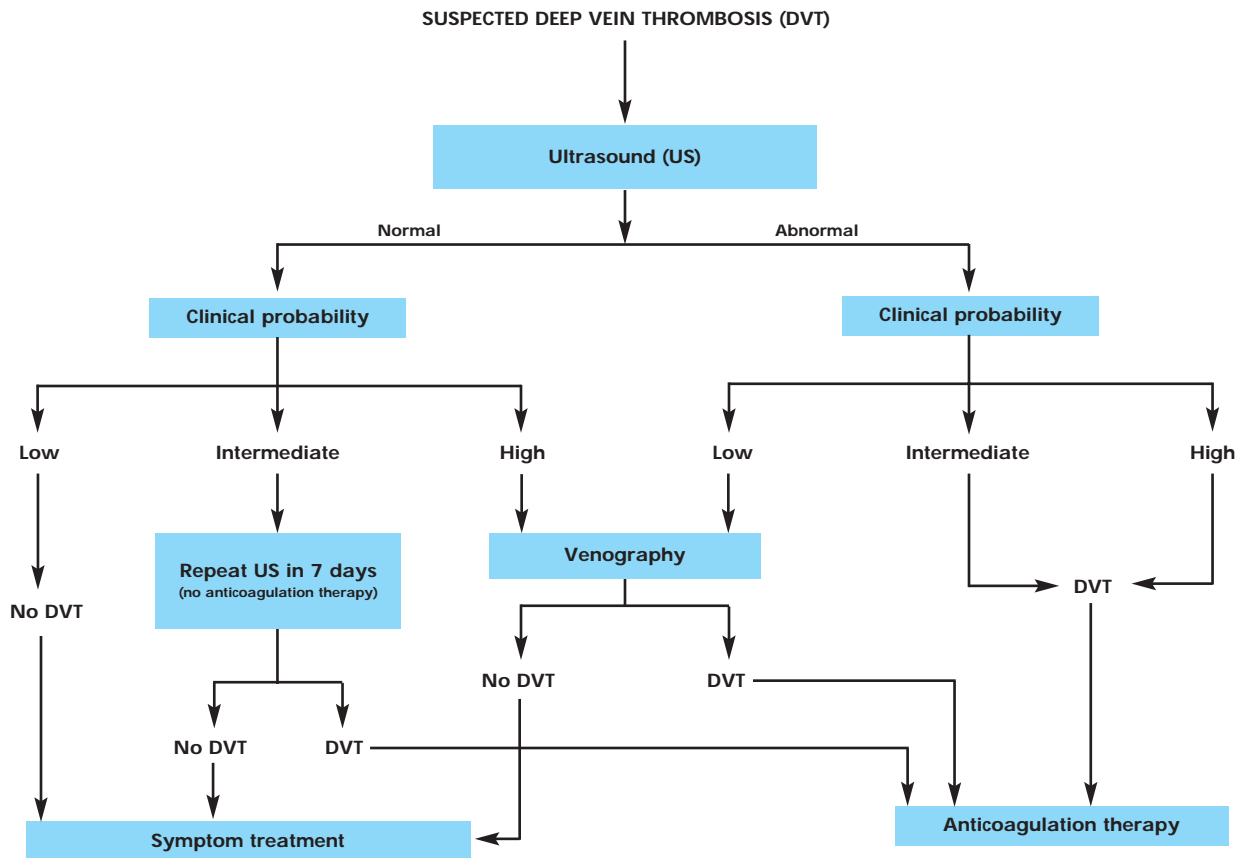 SUSPECTED DEEP VEIN THROMBOSIS (DVT)
Ultrasound (US)
Normal
Abnormal
Clinical probability
Clinical probability
Low
Intermediate
High
Low
Intermediate
High
Repeat US in 7 days
(no anticoagulation therapy)
Venography
No DVT
DVT
No DVT
DVT
No DVT
DVT
Symptom treatment
Anticoagulation therapy